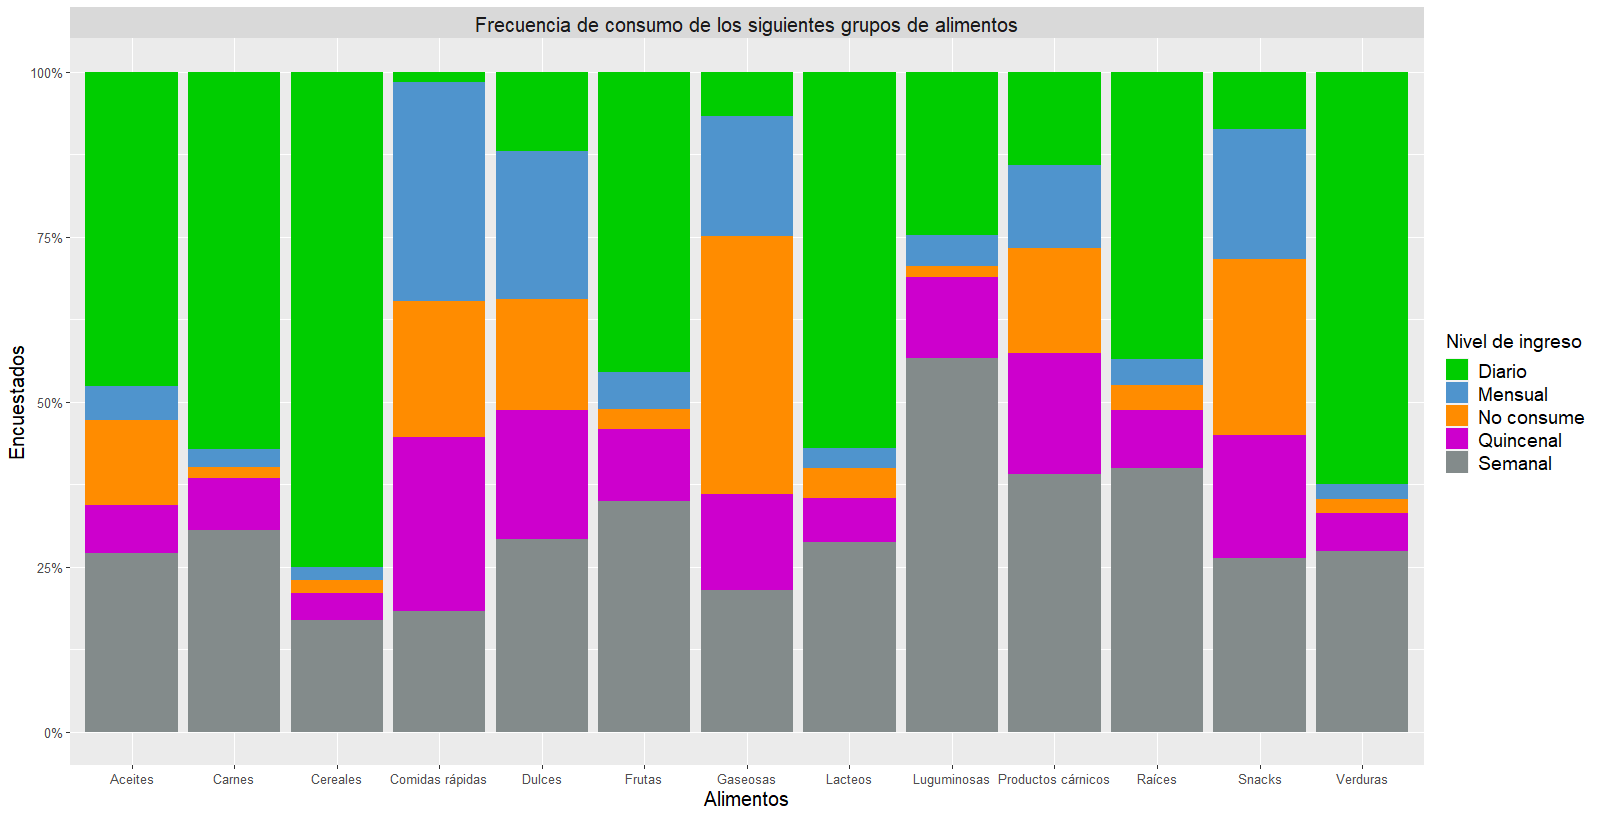 Frecuencia de consumo de los siguientes grupos de alimentos
100%
75%
50%
25%
0%
Encuestados
Aceites
Carnes
Cereales
Comidas rápidas
Dulces
Frutas
Gaseosas
Lacteos
Luguminosas
Productos cárnicos
Raíces
Snacks
Verduras
Alimentos
Nivel de ingreso
Diario
Mensual
No consume
Quincenal
Semanal